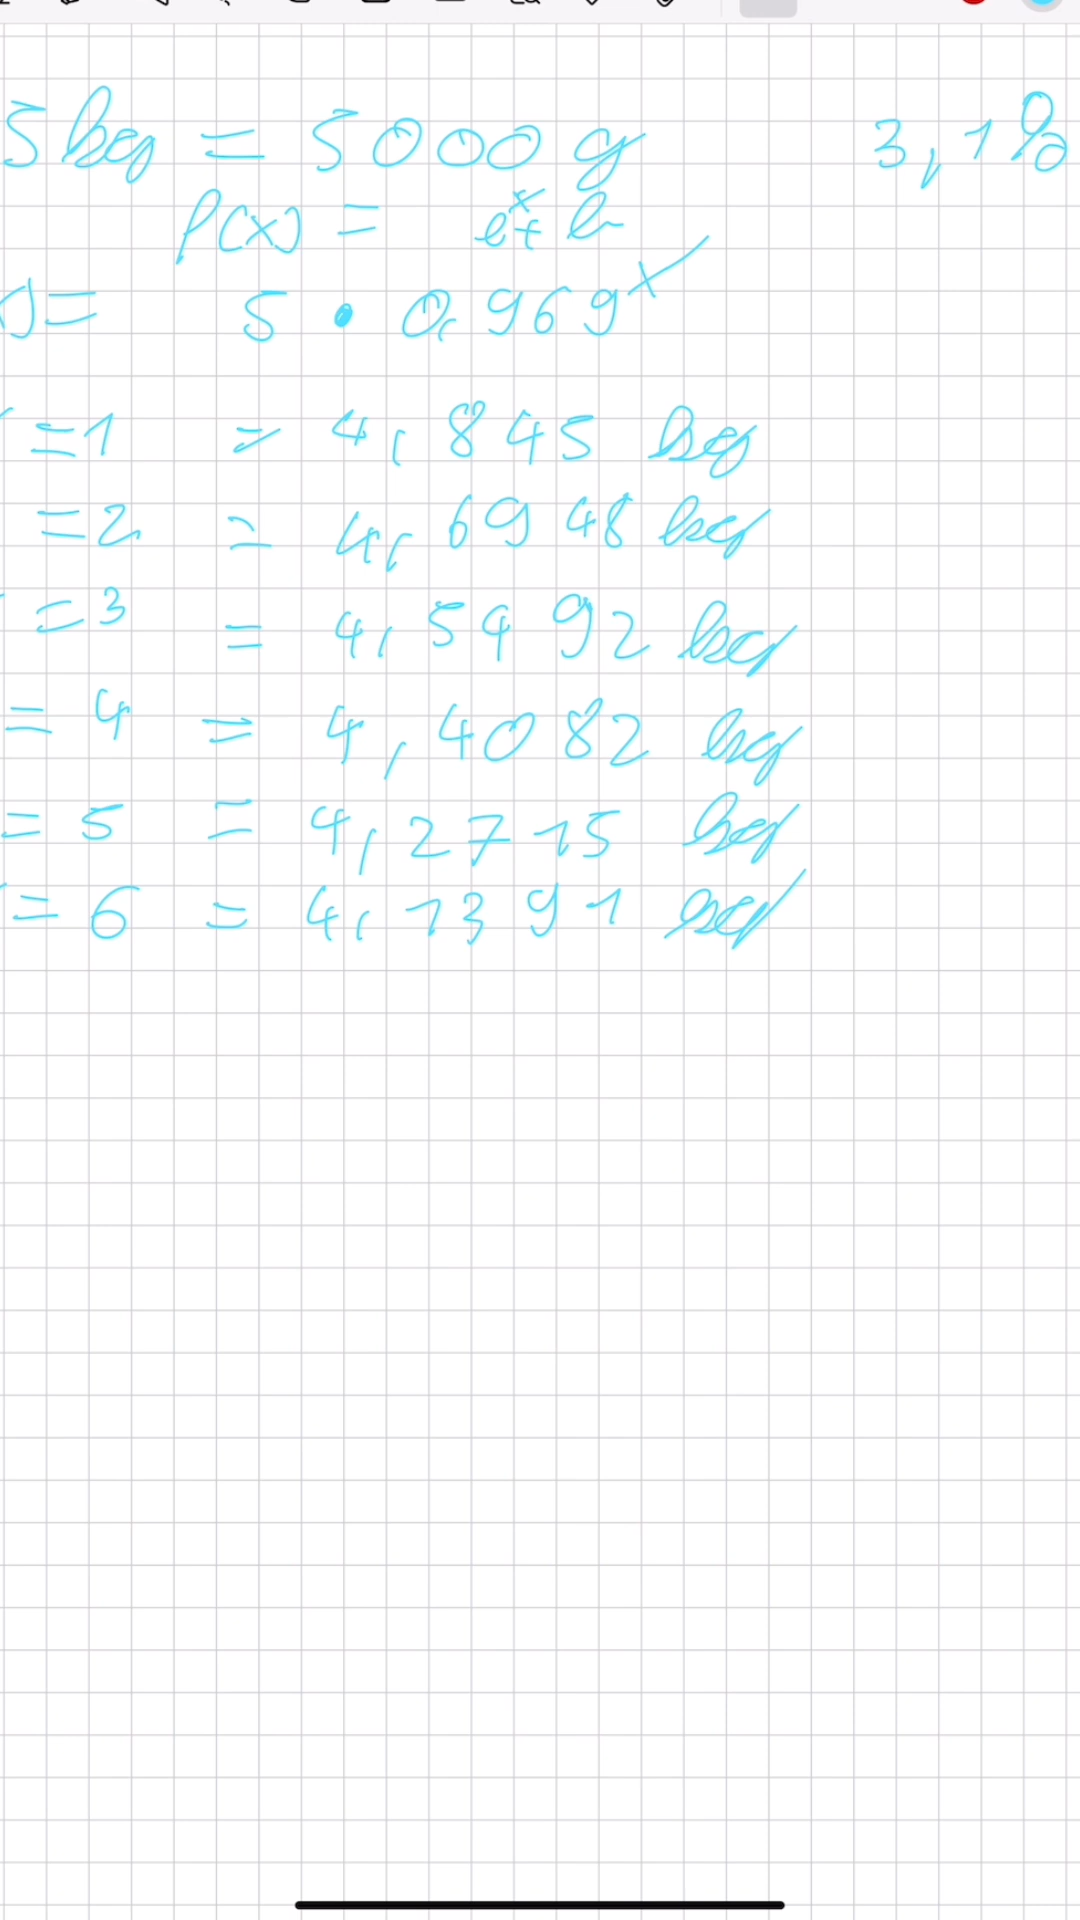 5 kg = 5000 g 3,1%
P(x) = e^x + b
)= 5 · 0,969^x
=1 = 4,845 kg
=2 = 4,6948 kg
=3 = 4,5492 kg
=4 = 4,4082 kg
=5 = 4,2715 kg
=6 = 4,1391 kg